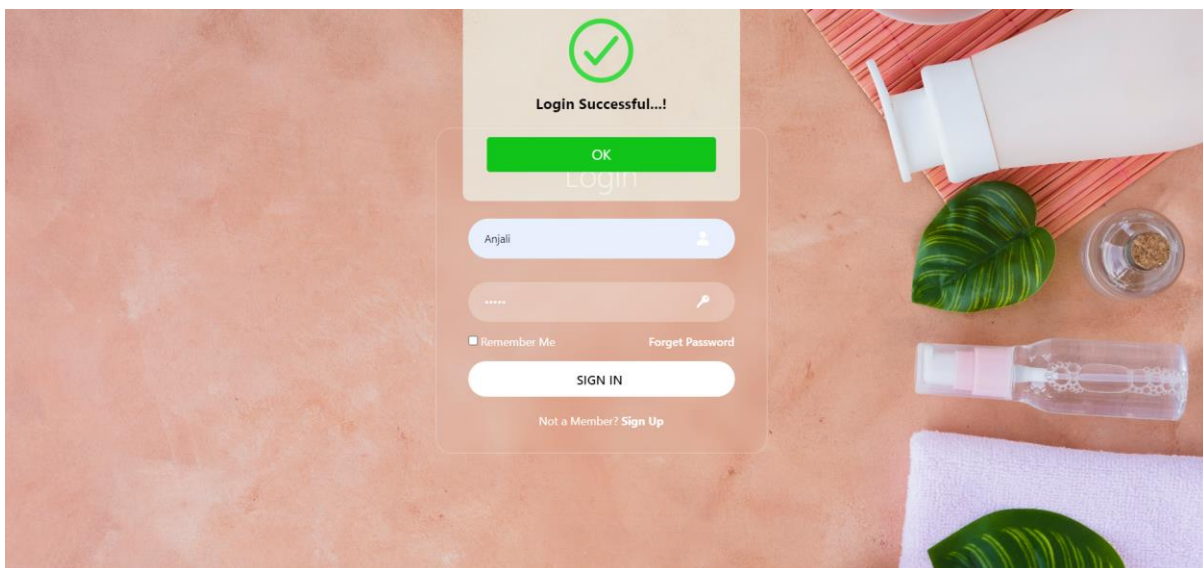 Login Successful...!
OK
Login
Anjali
•••••
Remember Me Forget Password
SIGN IN
Not a Member? Sign Up